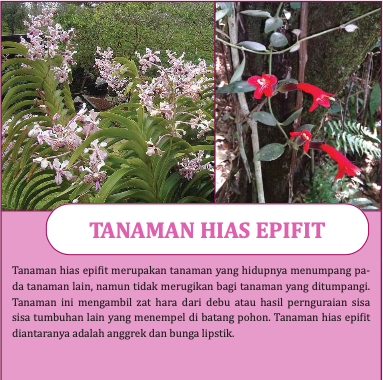 TANAMAN HIAS EPIFIT
Tanaman hias epifit merupakan tanaman yang hidupnya menumpang pa-
da tanaman lain, namun tidak merugikan bagi tanaman yang ditumpangi.
Tanaman ini mengambil zat hara dari debu atau hasil pernguraian sisa
sisa tumbuhan lain yang menempel di batang pohon. Tanaman hias epifit
diantaranya adalah anggrek dan bunga lipstik.